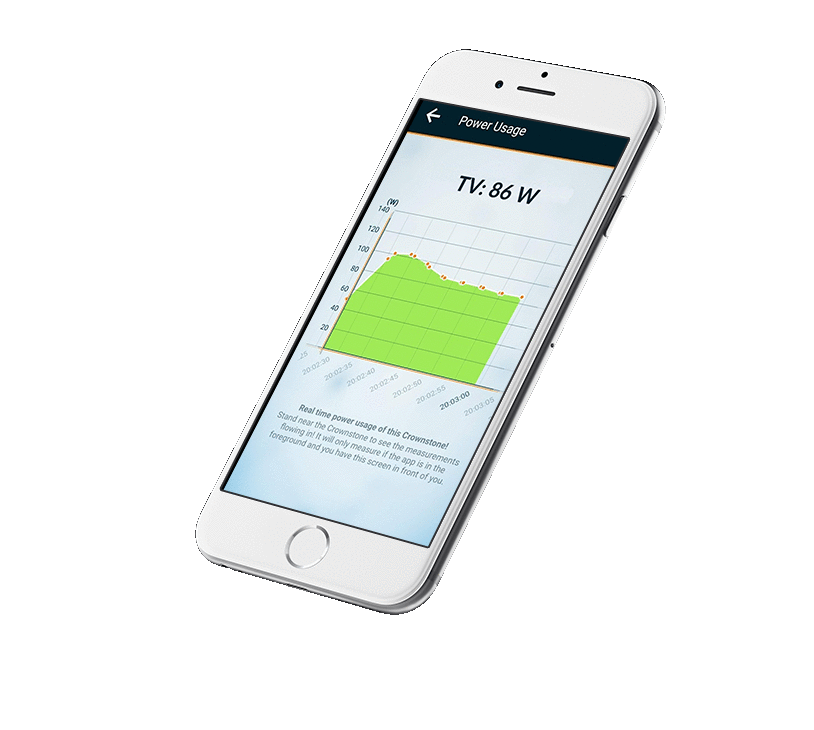 Power Usage
TV: 86 W
(W)
140
120
100
80
60
40
20
25
20:02:30
20:02:35
20:02:40
20:02:45
20:02:50
20:02:55
20:03:00
20:03:05
Real time power usage of this Crownstone!
Stand near the Crownstone to see the measurements
flowing in! It will only measure if the app is in the
foreground and you have this screen in front of you.